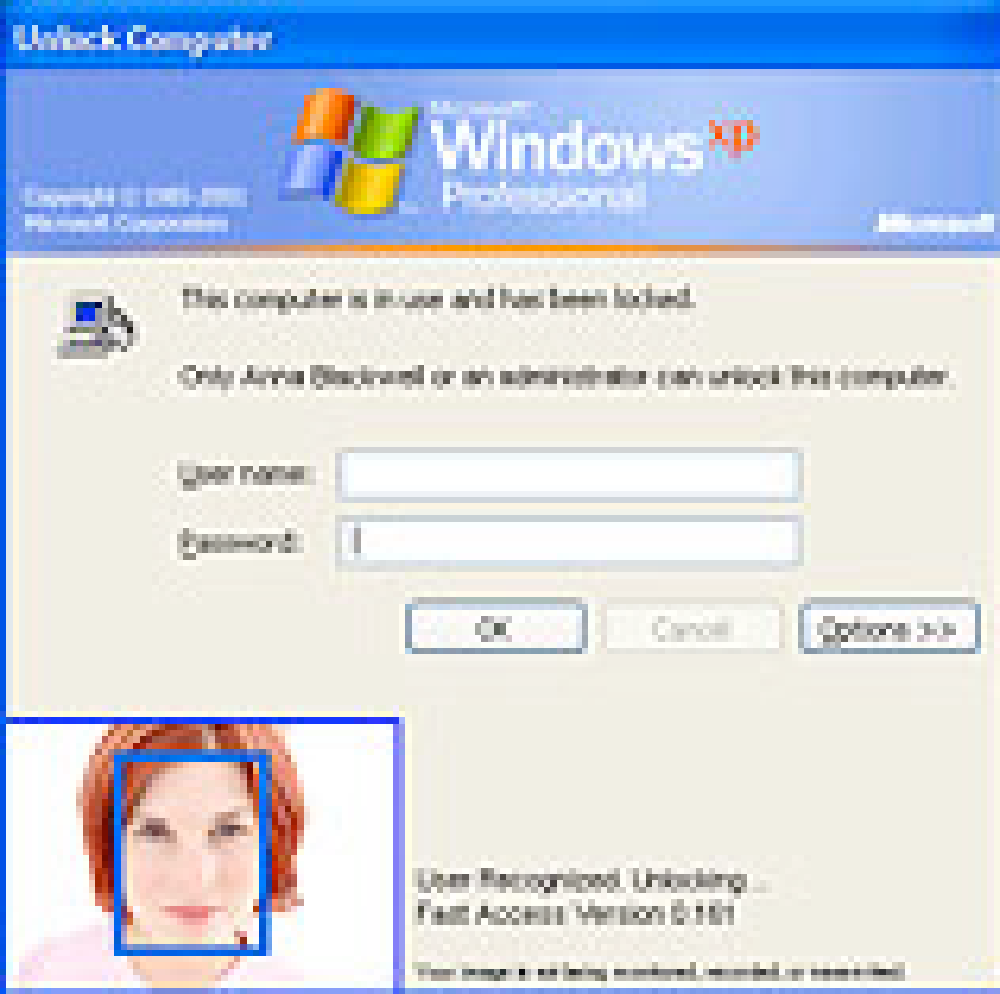 Unlock Computer
Microsoft
Windows xp
Professional
Copyright © 1985-2001
Microsoft Corporation
Microsoft
This computer is in use and has been locked.
Only Anna Blackwell or an administrator can unlock this computer.
User name:
Password:
OK Cancel Options >>
User Recognized. Unlocking...
Fast Access Version 0.161
Your image is not being monitored, recorded, or transmitted.